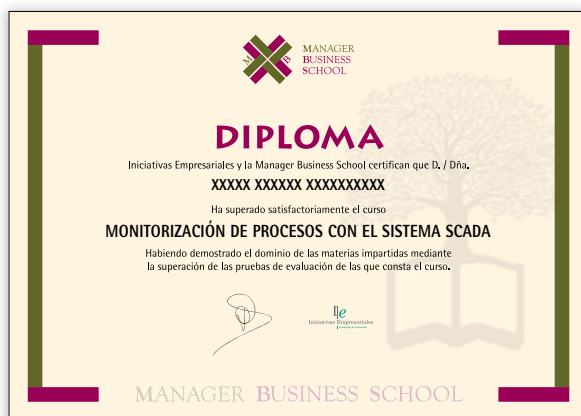 M B
MANAGER
BUSINESS
SCHOOL
DIPLOMA
Iniciativas Empresariales y la Manager Business School certifican que D. / Dña.
XXXXX XXXXXX XXXXXXXXXX
Ha superado satisfactoriamente el curso
MONITORIZACIÓN DE PROCESOS CON EL SISTEMA SCADA
Habiendo demostrado el dominio de las materias impartidas mediante
la superación de las pruebas de evaluación de las que consta el curso.
Ie
Iniciativas Empresariales
MANAGER BUSINESS SCHOOL